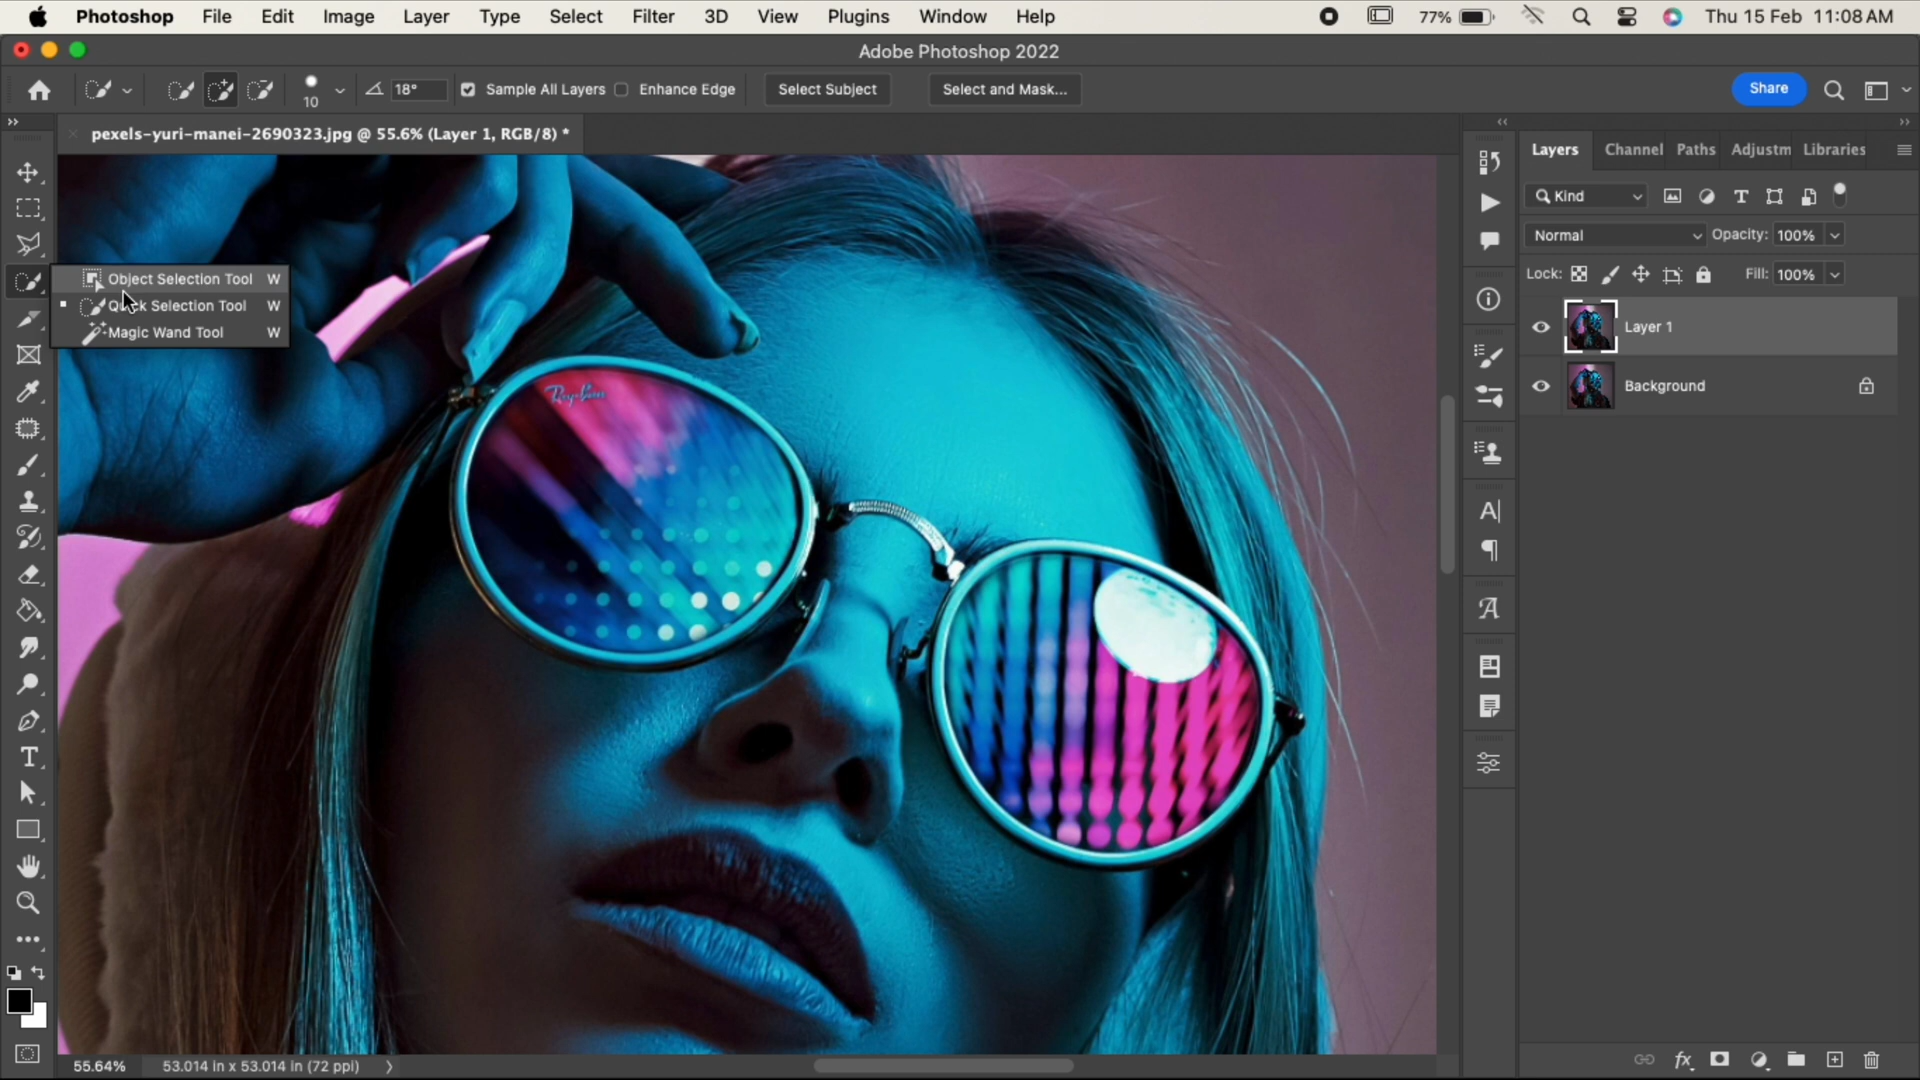 Photoshop File Edit Image Layer Type Select Filter 3D View Plugins Window Help 77% Thu 15 Feb 11:08 AM
Adobe Photoshop 2022
10 18° Sample All Layers Enhance Edge Select Subject Select and Mask... Share
pexels-yuri-manei-2690323.jpg @ 55.6% (Layer 1, RGB/8) *
Layers Channel Paths Adjustm Libraries
Kind
Normal Opacity: 100%
Lock: Fill: 100%
Object Selection Tool W
Quick Selection Tool W
Magic Wand Tool W
Layer 1
Background
Ray-Ban
55.64% 53.014 in x 53.014 in (72 ppi)